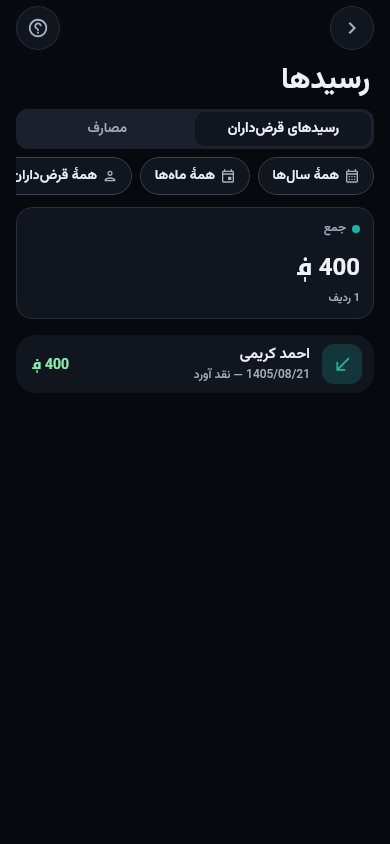 رسیدها
رسیدهای قرض‌داران
مصارف
همهٔ سال‌ها
همهٔ ماه‌ها
همهٔ قرض‌داران
جمع
400 ؋
1 ردیف
احمد کریمی
1405/08/21 — نقد آورد
400 ؋